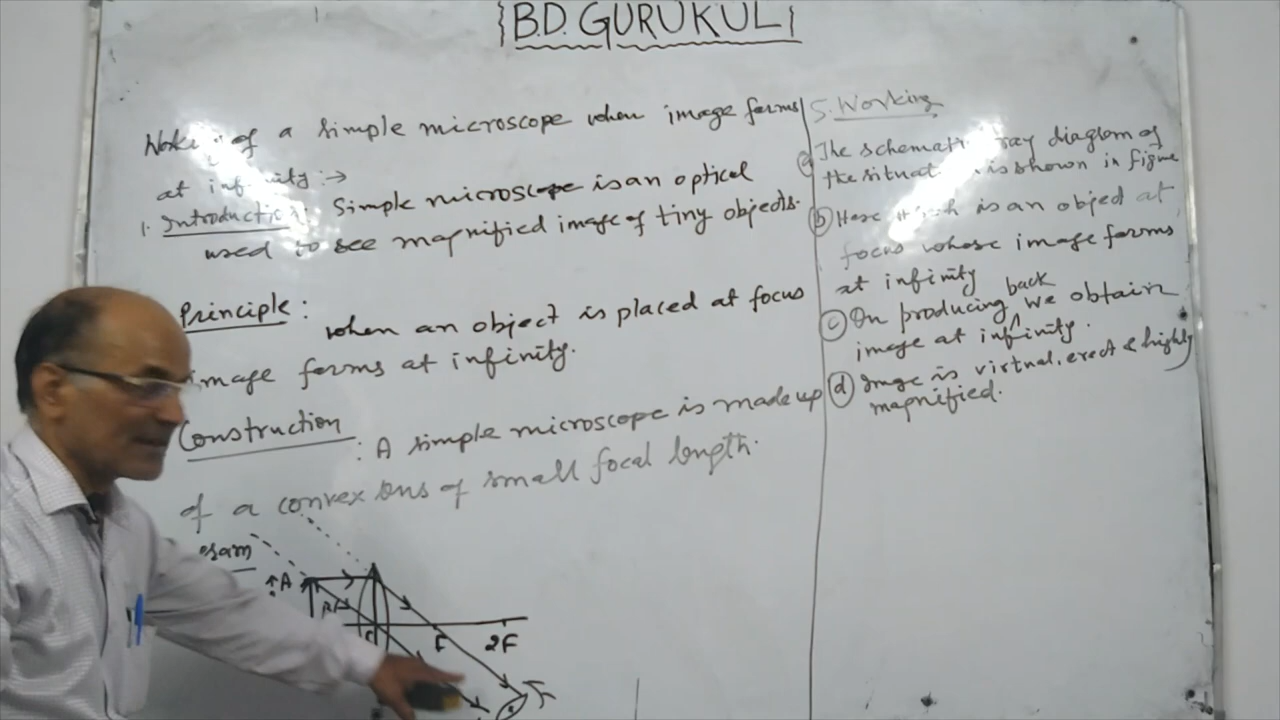 B.D. GURUKUL
of a simple microscope when image forms
at infinity :→
1. Introduction: Simple microscope is an optical
used to see magnified image of tiny objects.
Principle: when an object is placed at focus
image forms at infinity.
Construction: A simple microscope is made up
of a convex lens of small focal length.
A
F
2F
5. Working
(a) The schematic ray diagram of
the situat is shown in figure
(b) Here is an object at
focus whose image forms
at infinity
(c) On producing back we obtain
image at infinity.
(d) Image is virtual, erect & highly
magnified.